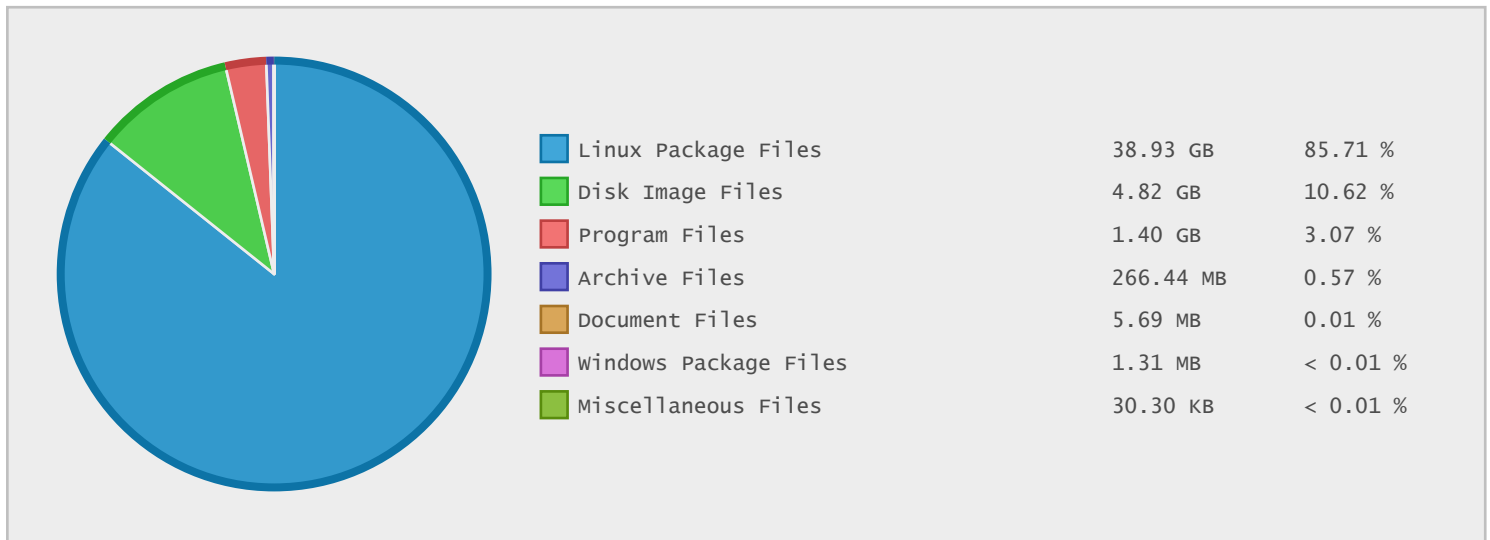 Linux Package Files 38.93 GB 85.71 %
Disk Image Files 4.82 GB 10.62 %
Program Files 1.40 GB 3.07 %
Archive Files 266.44 MB 0.57 %
Document Files 5.69 MB 0.01 %
Windows Package Files 1.31 MB < 0.01 %
Miscellaneous Files 30.30 KB < 0.01 %